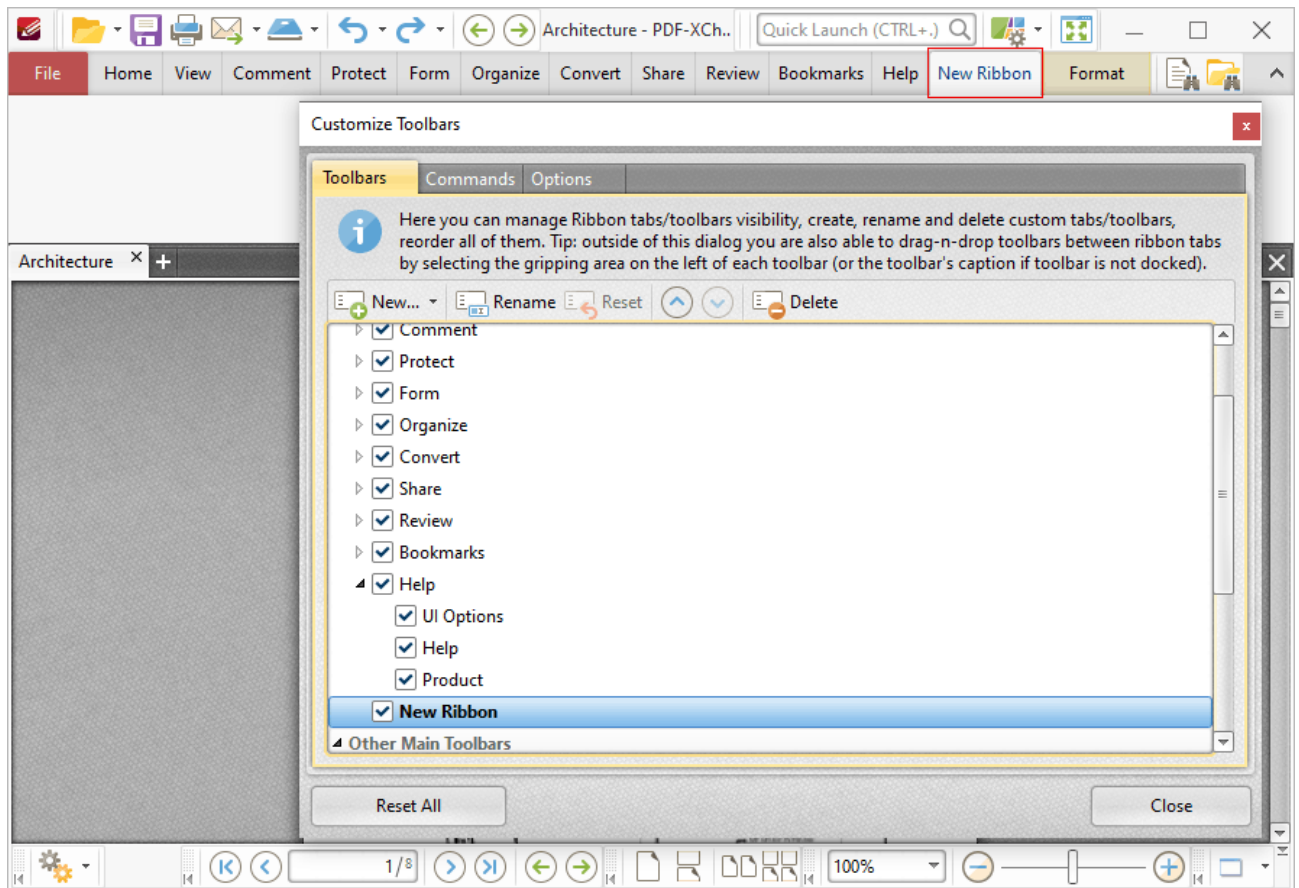 Architecture - PDF-XCh..
Quick Launch (CTRL+.)
File Home View Comment Protect Form Organize Convert Share Review Bookmarks Help New Ribbon Format
Customize Toolbars
Toolbars Commands Options
Here you can manage Ribbon tabs/toolbars visibility, create, rename and delete custom tabs/toolbars,
reorder all of them. Tip: outside of this dialog you are also able to drag-n-drop toolbars between ribbon tabs
by selecting the gripping area on the left of each toolbar (or the toolbar's caption if toolbar is not docked).
Architecture
New... Rename Reset Delete
Comment
Protect
Form
Organize
Convert
Share
Review
Bookmarks
Help
UI Options
Help
Product
New Ribbon
Other Main Toolbars
Reset All Close
1/8 100%